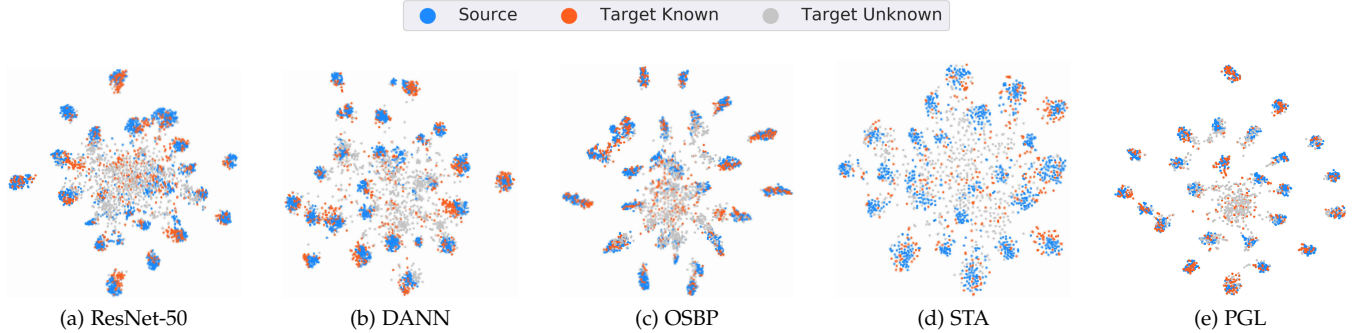 Source Target Known Target Unknown
(a) ResNet-50 (b) DANN (c) OSBP (d) STA (e) PGL